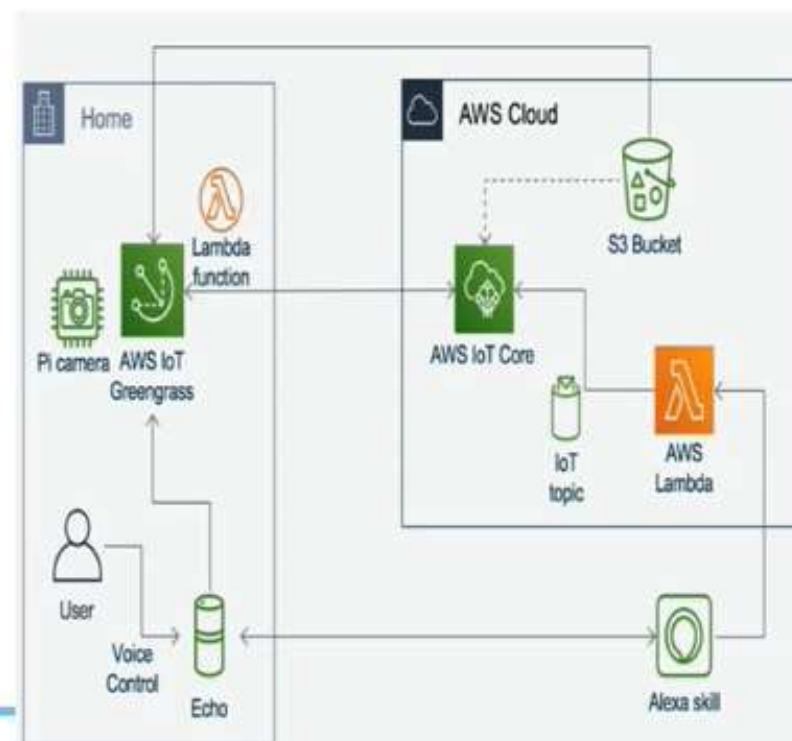 Home
AWS Cloud
Lambda
function
S3 Bucket
Pi camera
AWS IoT
Greengrass
AWS IoT Core
IoT
topic
AWS
Lambda
User
Voice
Control
Echo
Alexa skill